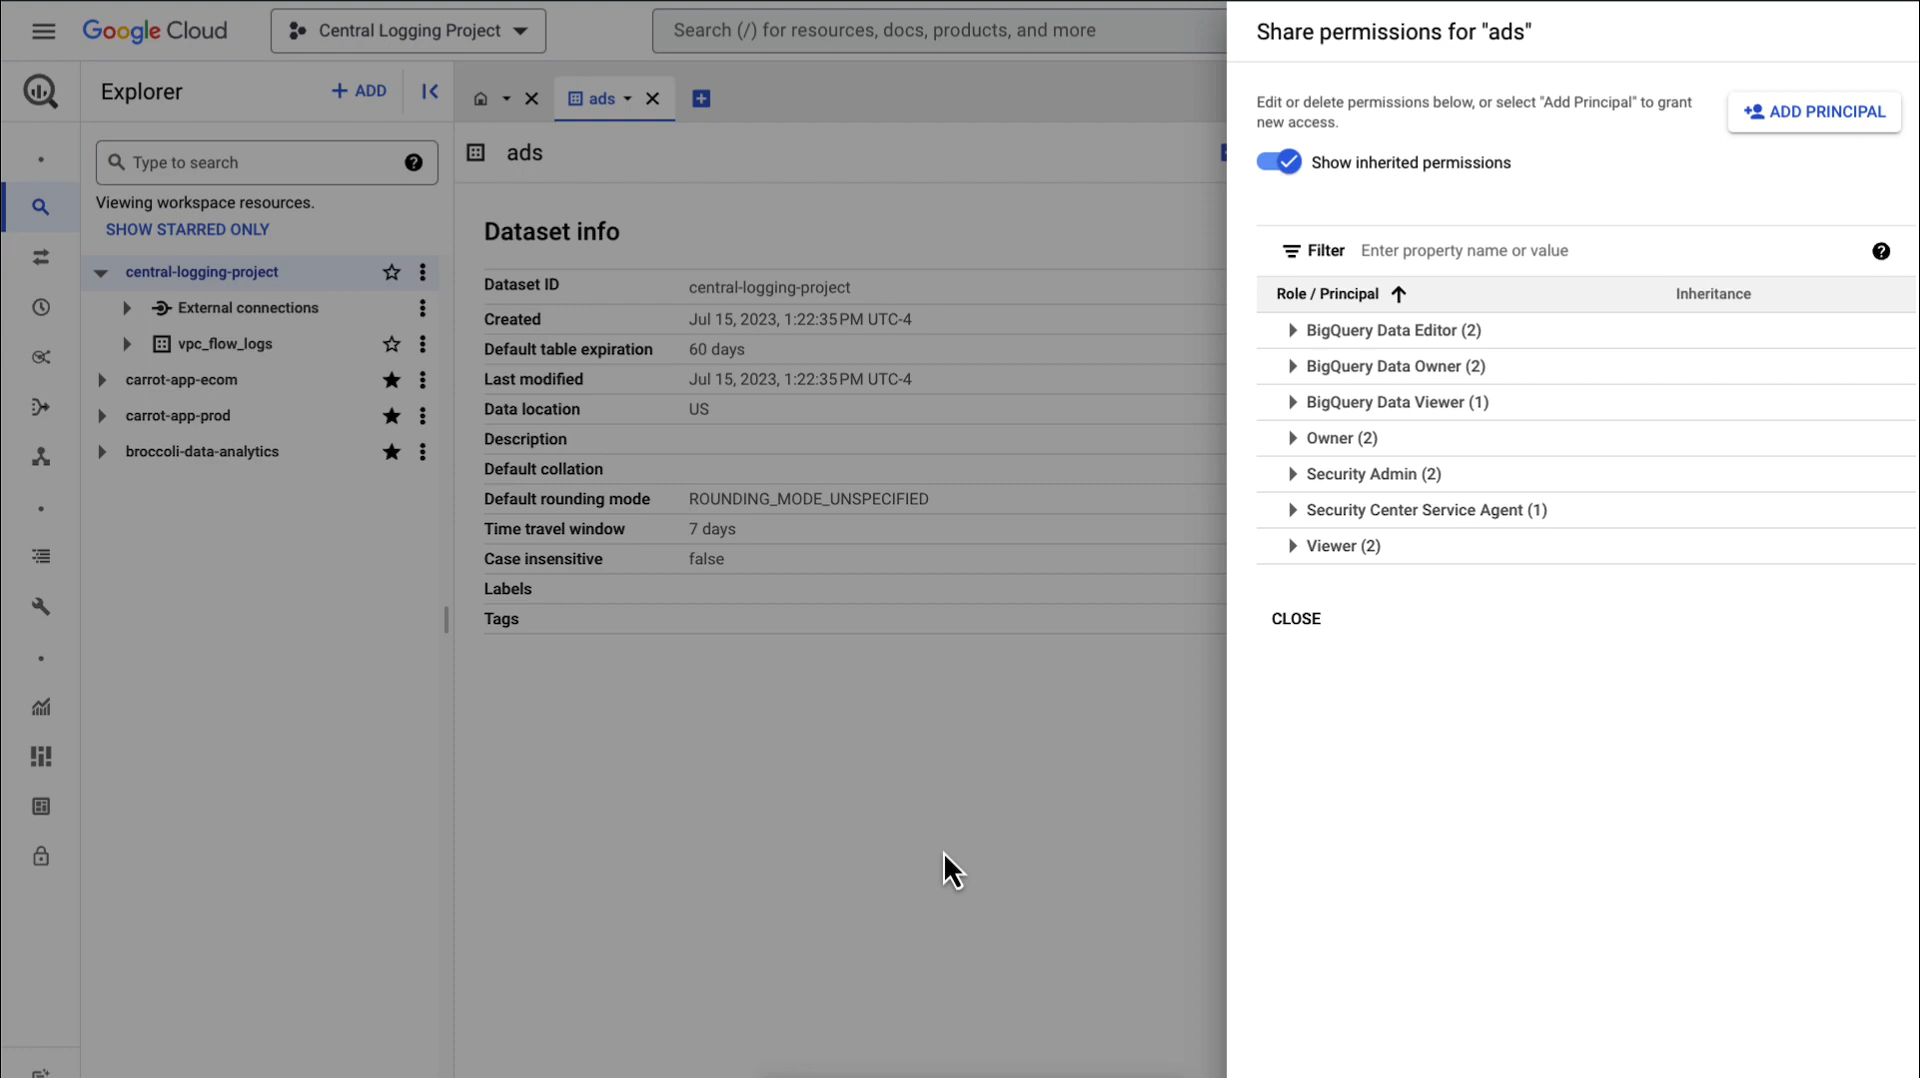 Google Cloud
Central Logging Project
Search (/) for resources, docs, products, and more
Explorer
+ ADD
Type to search
Viewing workspace resources.
SHOW STARRED ONLY
central-logging-project
External connections
vpc_flow_logs
carrot-app-ecom
carrot-app-prod
broccoli-data-analytics
ads
ads
Dataset info
Dataset ID central-logging-project
Created Jul 15, 2023, 1:22:35 PM UTC-4
Default table expiration 60 days
Last modified Jul 15, 2023, 1:22:35 PM UTC-4
Data location US
Description
Default collation
Default rounding mode ROUNDING_MODE_UNSPECIFIED
Time travel window 7 days
Case insensitive false
Labels
Tags
Share permissions for "ads"
Edit or delete permissions below, or select "Add Principal" to grant
new access.
ADD PRINCIPAL
Show inherited permissions
Filter Enter property name or value
Role / Principal Inheritance
BigQuery Data Editor (2)
BigQuery Data Owner (2)
BigQuery Data Viewer (1)
Owner (2)
Security Admin (2)
Security Center Service Agent (1)
Viewer (2)
CLOSE